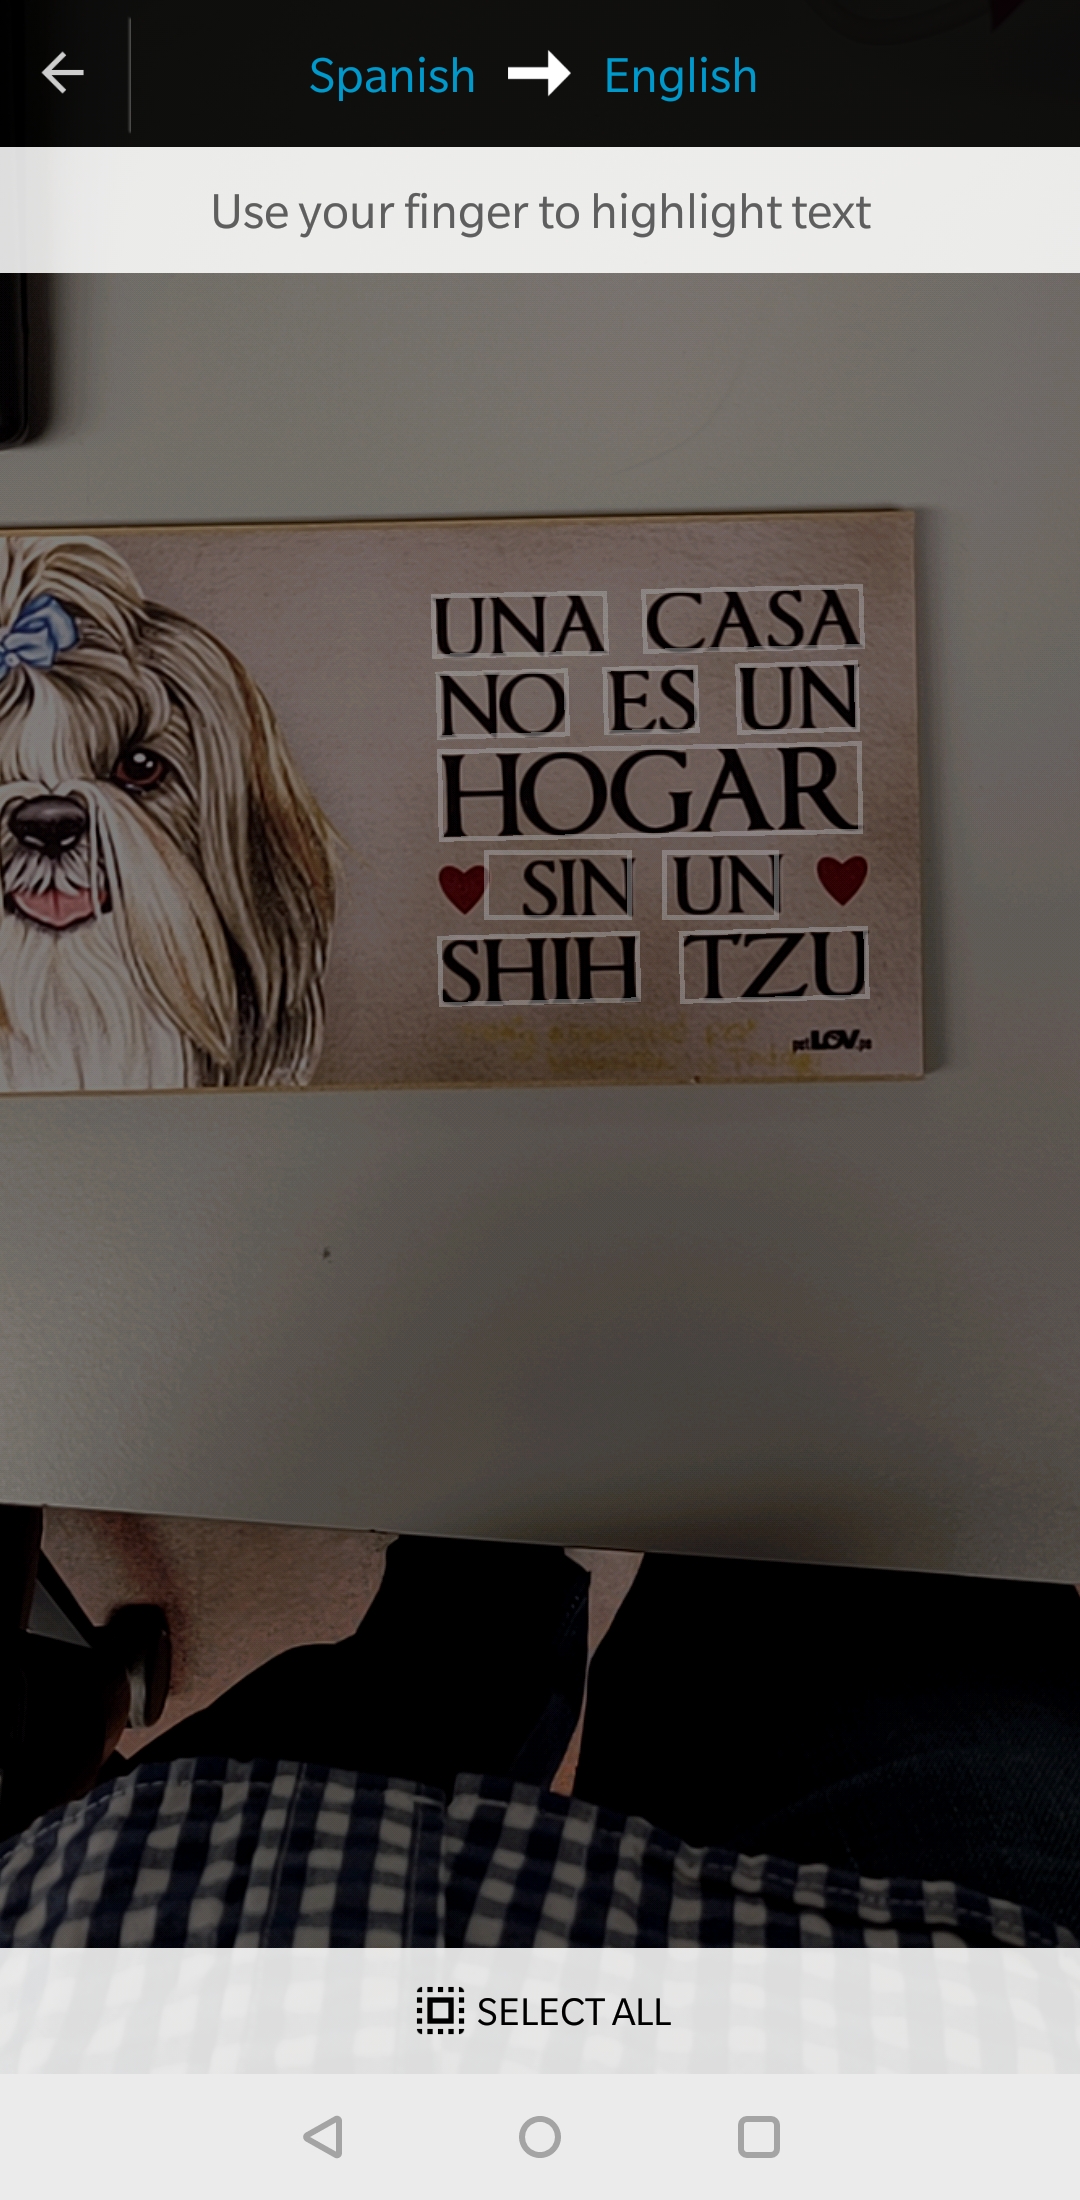 Spanish → English
Use your finger to highlight text
UNA CASA
NO ES UN
HOGAR
SIN UN
SHIH TZU
petLOV.pe
SELECT ALL